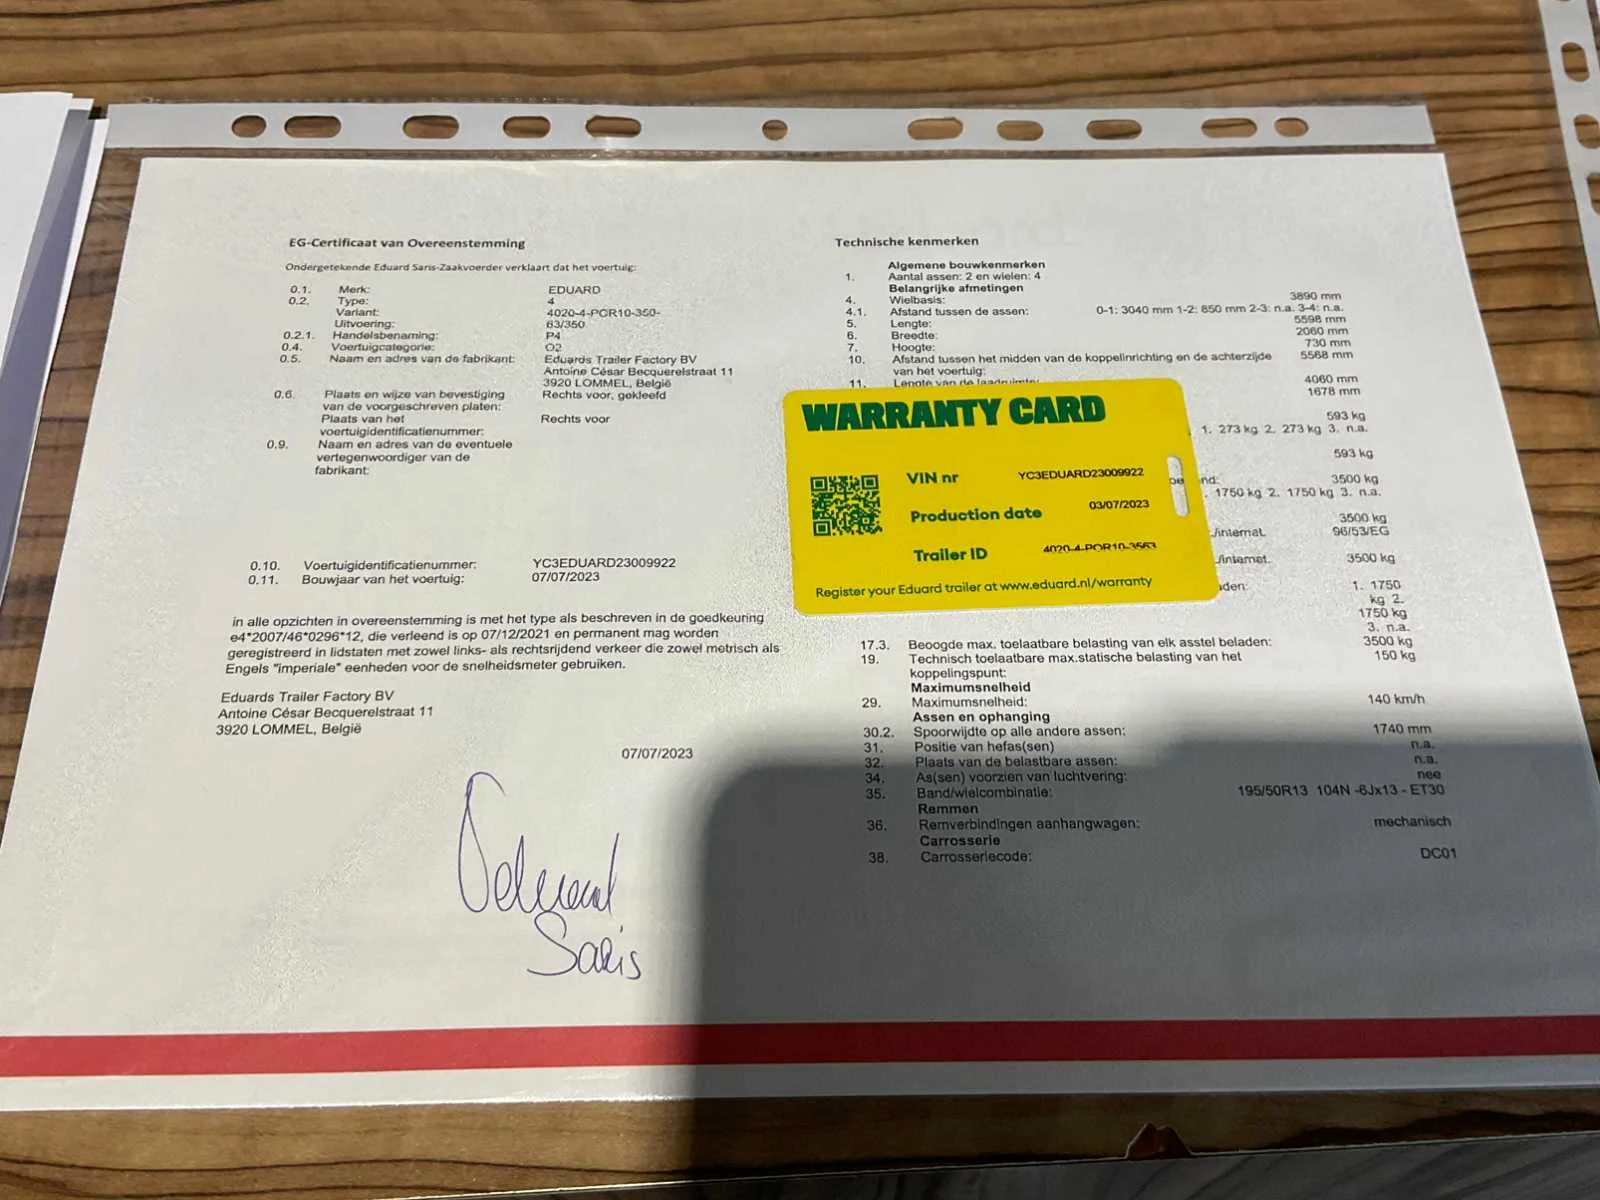 EG-Certificaat van Overeenstemming
Ondergetekende Eduard Saris-Zaakvoerder verklaart dat het voertuig:
0.1. Merk: EDUARD
0.2. Type: 4
Variant: 4020-4-POR10-350-
Uitvoering: 63/350
0.2.1. Handelsbenaming: P4
0.4. Voertuigcategorie: O2
0.5. Naam en adres van de fabrikant: Eduards Trailer Factory BV
Antoine César Becquerelstraat 11
3920 LOMMEL, België
0.6. Plaats en wijze van bevestiging Rechts voor, gekleefd
van de voorgeschreven platen:
Plaats van het Rechts voor
voertuigidentificatienummer:
0.9. Naam en adres van de eventuele
vertegenwoordiger van de
fabrikant:
0.10. Voertuigidentificatienummer: YC3EDUARD23009922
0.11. Bouwjaar van het voertuig: 07/07/2023
in alle opzichten in overeenstemming is met het type als beschreven in de goedkeuring
e4*2007/46*0296*12, die verleend is op 07/12/2021 en permanent mag worden
geregistreerd in lidstaten met zowel links- als rechtsrijdend verkeer die zowel metrisch als
Engels "imperiale" eenheden voor de snelheidsmeter gebruiken.
Eduards Trailer Factory BV
Antoine César Becquerelstraat 11
3920 LOMMEL, België
07/07/2023
Eduard
Saris
Technische kenmerken
Algemene bouwkenmerken
1. Aantal assen: 2 en wielen: 4
Belangrijke afmetingen
4. Wielbasis: 3890 mm
4.1. Afstand tussen de assen: 0-1: 3040 mm 1-2: 850 mm 2-3: n.a. 3-4: n.a.
5. Lengte: 5598 mm
6. Breedte: 2060 mm
7. Hoogte: 730 mm
10. Afstand tussen het midden van de koppelinrichting en de achterzijde 5568 mm
van het voertuig:
11. Lengte van de laadruimte: 4060 mm
1678 mm
593 kg
1. 273 kg 2. 273 kg 3. n.a.
593 kg
nd: 3500 kg
1750 kg 2. 1750 kg 3. n.a.
3500 kg
./internat. 96/53/EG
./internat. 3500 kg
den: 1. 1750
kg 2.
1750 kg
3. n.a.
17.3. Beoogde max. toelaatbare belasting van elk asstel beladen: 3500 kg
19. Technisch toelaatbare max.statische belasting van het 150 kg
koppelingspunt:
Maximumsnelheid
29. Maximumsnelheid: 140 km/h
Assen en ophanging
30.2. Spoorwijdte op alle andere assen: 1740 mm
31. Positie van hefas(sen) n.a.
32. Plaats van de belastbare assen: n.a.
34. As(sen) voorzien van luchtvering: nee
35. Band/wielcombinatie: 195/50R13 104N -6Jx13 - ET30
Remmen
36. Remverbindingen aanhangwagen: mechanisch
Carrosserie
38. Carrosseriecode: DC01
WARRANTY CARD
VIN nr YC3EDUARD23009922
Production date 03/07/2023
Trailer ID 4020-4-POR10-3563
Register your Eduard trailer at www.eduard.nl/warranty